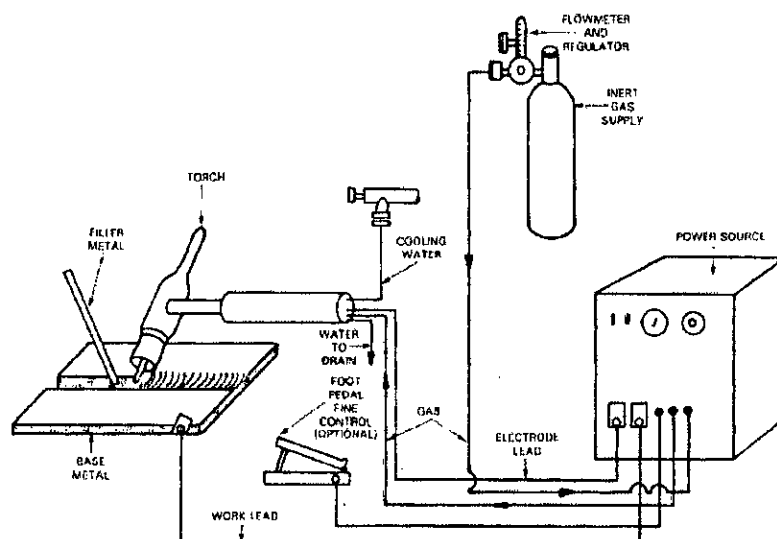 FLOWMETER
AND
REGULATOR
INERT
GAS
SUPPLY
TORCH
FILLER
METAL
COOLING
WATER
POWER SOURCE
WATER
TO
DRAIN
FOOT
PEDAL
FINE
CONTROL
(OPTIONAL)
GAS
ELECTRODE
LEAD
BASE
METAL
WORK LEAD